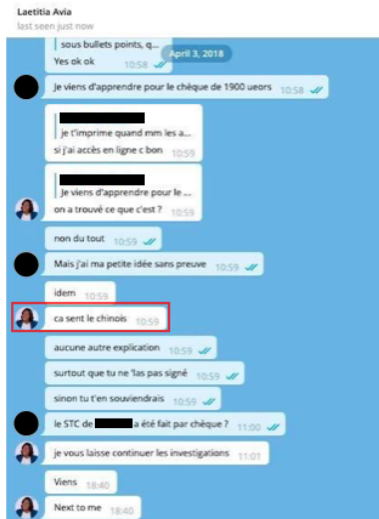 Laetitia Avia
last seen just now
sous bullets points, q...
April 3, 2018
Yes ok ok 10:58
Je viens d'apprendre pour le chèque de 1900 ueors 10:58
je t'imprime quand mm les a...
si j'ai accès en ligne c bon 10:59
Je viens d'apprendre pour le ...
on a trouvé ce que c'est ? 10:59
non du tout 10:59
Mais j'ai ma petite idée sans preuve 10:59
idem 10:59
ca sent le chinois 10:59
aucune autre explication 10:59
surtout que tu ne 'las pas signé 10:59
sinon tu t'en souviendrais 10:59
le STC de a été fait par chèque ? 11:00
je vous laisse continuer les investigations 11:01
Viens 18:40
Next to me 18:40